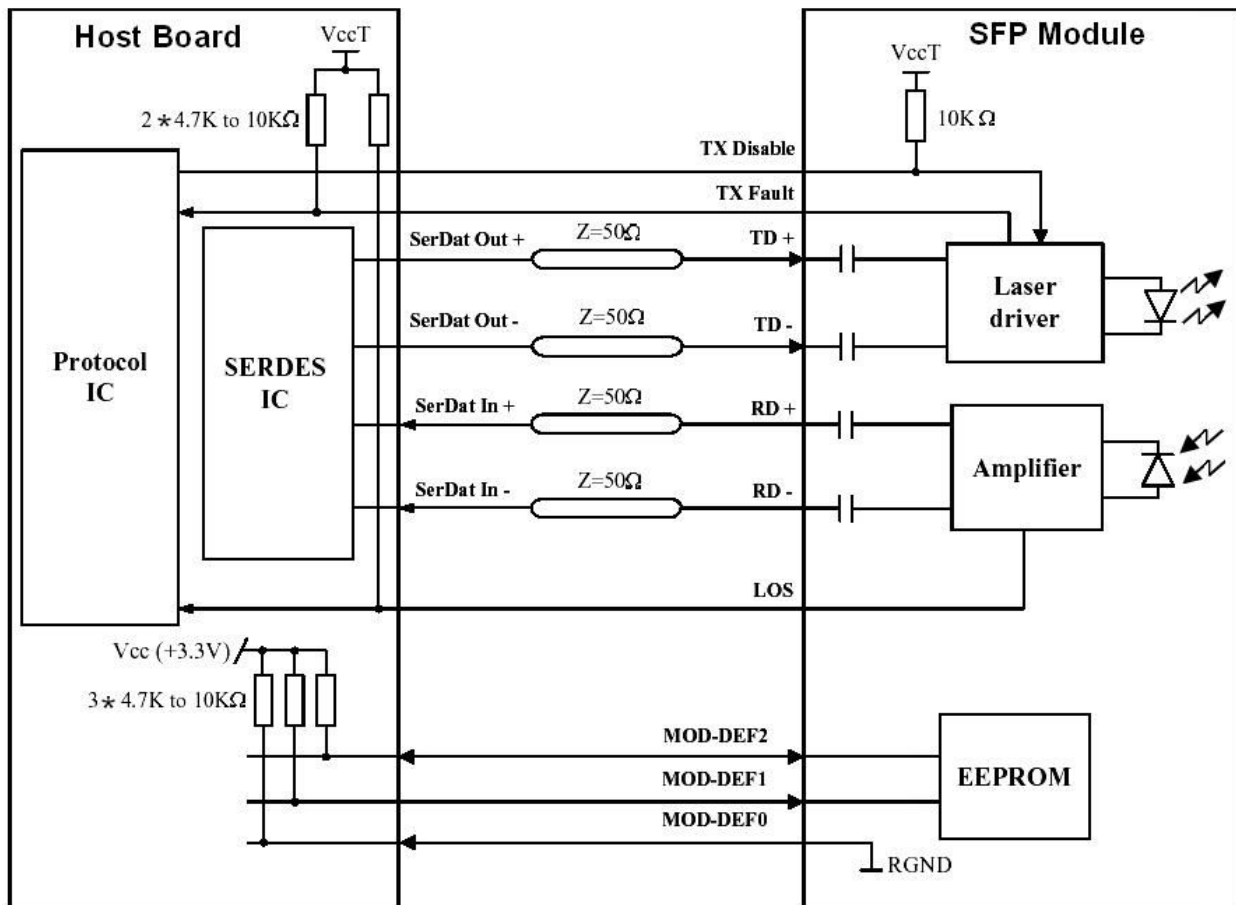 Host Board
VccT
SFP Module
VccT
2*4.7K to 10KΩ
10KΩ
TX Disable
TX Fault
SerDat Out +
Z=50Ω
TD +
Laser
driver
SerDat Out -
Z=50Ω
TD -
Protocol
IC
SERDES
IC
SerDat In +
Z=50Ω
RD +
Amplifier
SerDat In -
Z=50Ω
RD -
LOS
Vcc (+3.3V)
3*4.7K to 10KΩ
MOD-DEF2
MOD-DEF1
MOD-DEF0
EEPROM
RGND